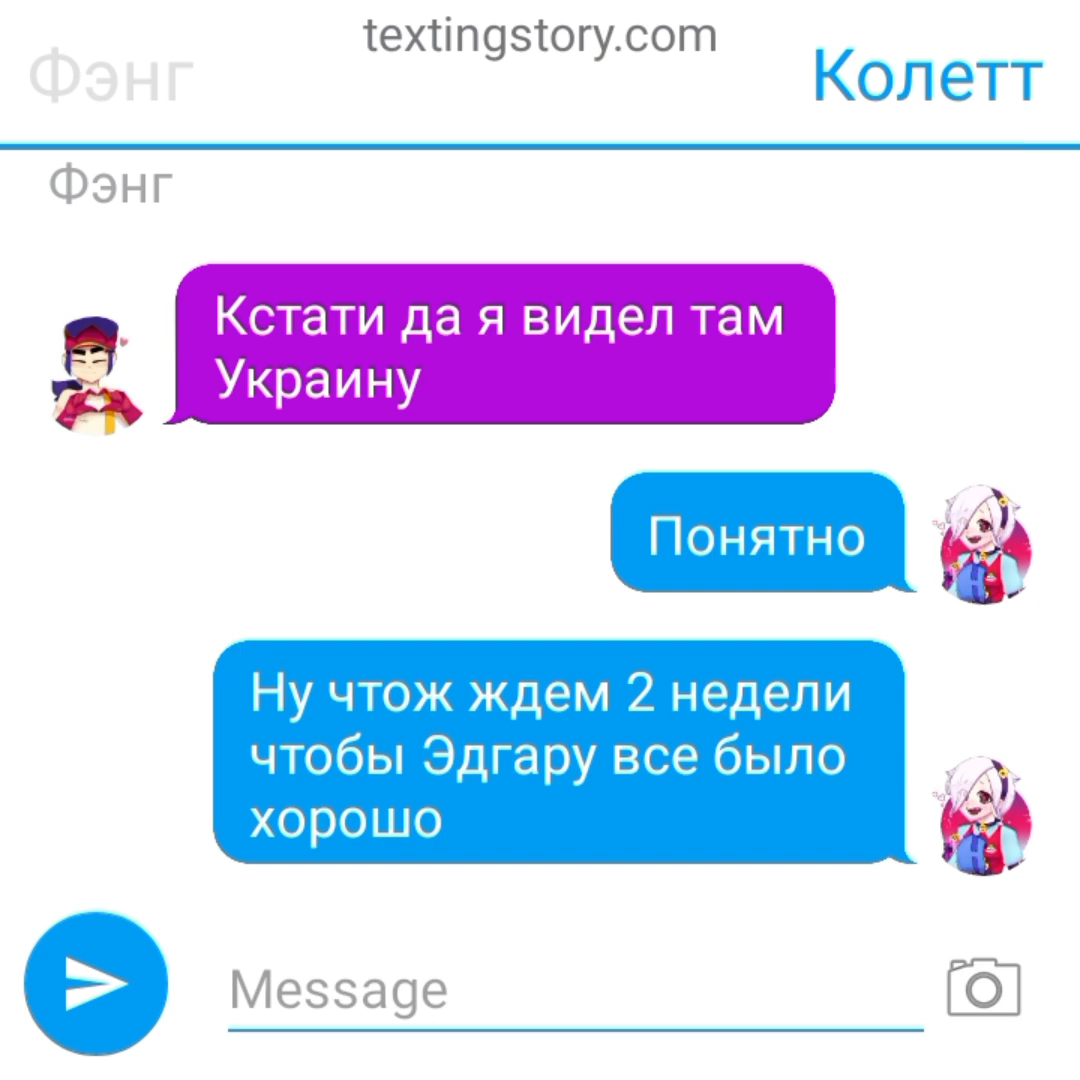 textingstory.com
Фэнг
Колетт
Фэнг
Кстати да я видел там
Украину
Понятно
Ну чтож ждем 2 недели
чтобы Эдгару все было
хорошо
Message